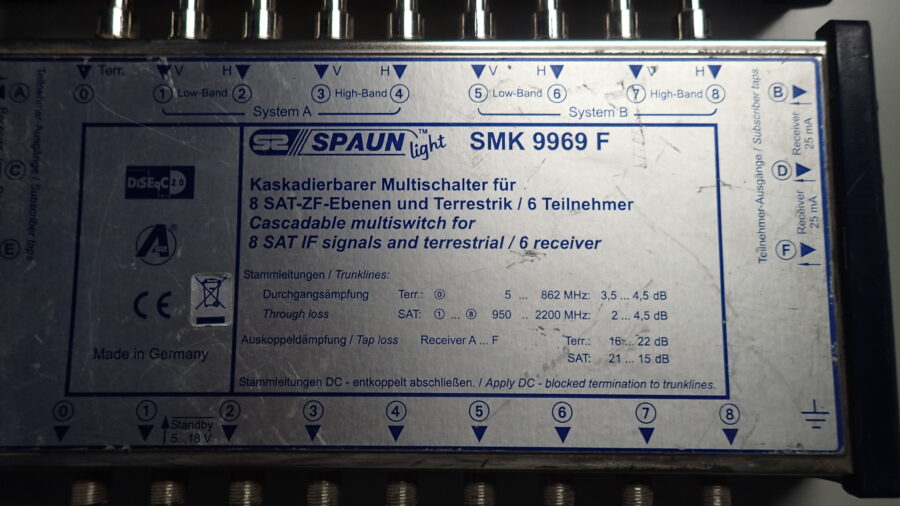 Terr. V H V H V H V H
0 1 Low-Band 2 3 High-Band 4 5 Low-Band 6 7 High-Band 8
System A System B
SPAUN light™ SMK 9969 F
DiSEqC 2.0
Kaskadierbarer Multischalter für
8 SAT-ZF-Ebenen und Terrestrik / 6 Teilnehmer
Cascadable multiswitch for
8 SAT IF signals and terrestrial / 6 receiver
Stammleitungen / Trunklines:
Durchgangsämpfung Terr.: 0 5 ... 862 MHz: 3,5 ... 4,5 dB
Through loss SAT: 1 ... 8 950 .. 2200 MHz: 2 ... 4,5 dB
Auskoppeldämpfung / Tap loss Receiver A ... F Terr.: 16 ... 22 dB
SAT: 21 ... 15 dB
Stammleitungen DC - entkoppelt abschließen. / Apply DC - blocked termination to trunklines.
CE
Made in Germany
A
C
E
Teilnehmer-Ausgänge / Subscriber taps
Teilnehmer-Ausgänge / Subscriber taps
B
D
F
Receiver
25 mA
Receiver
25 mA
0 1 2 3 4 5 6 7 8
Standby
5...18 V